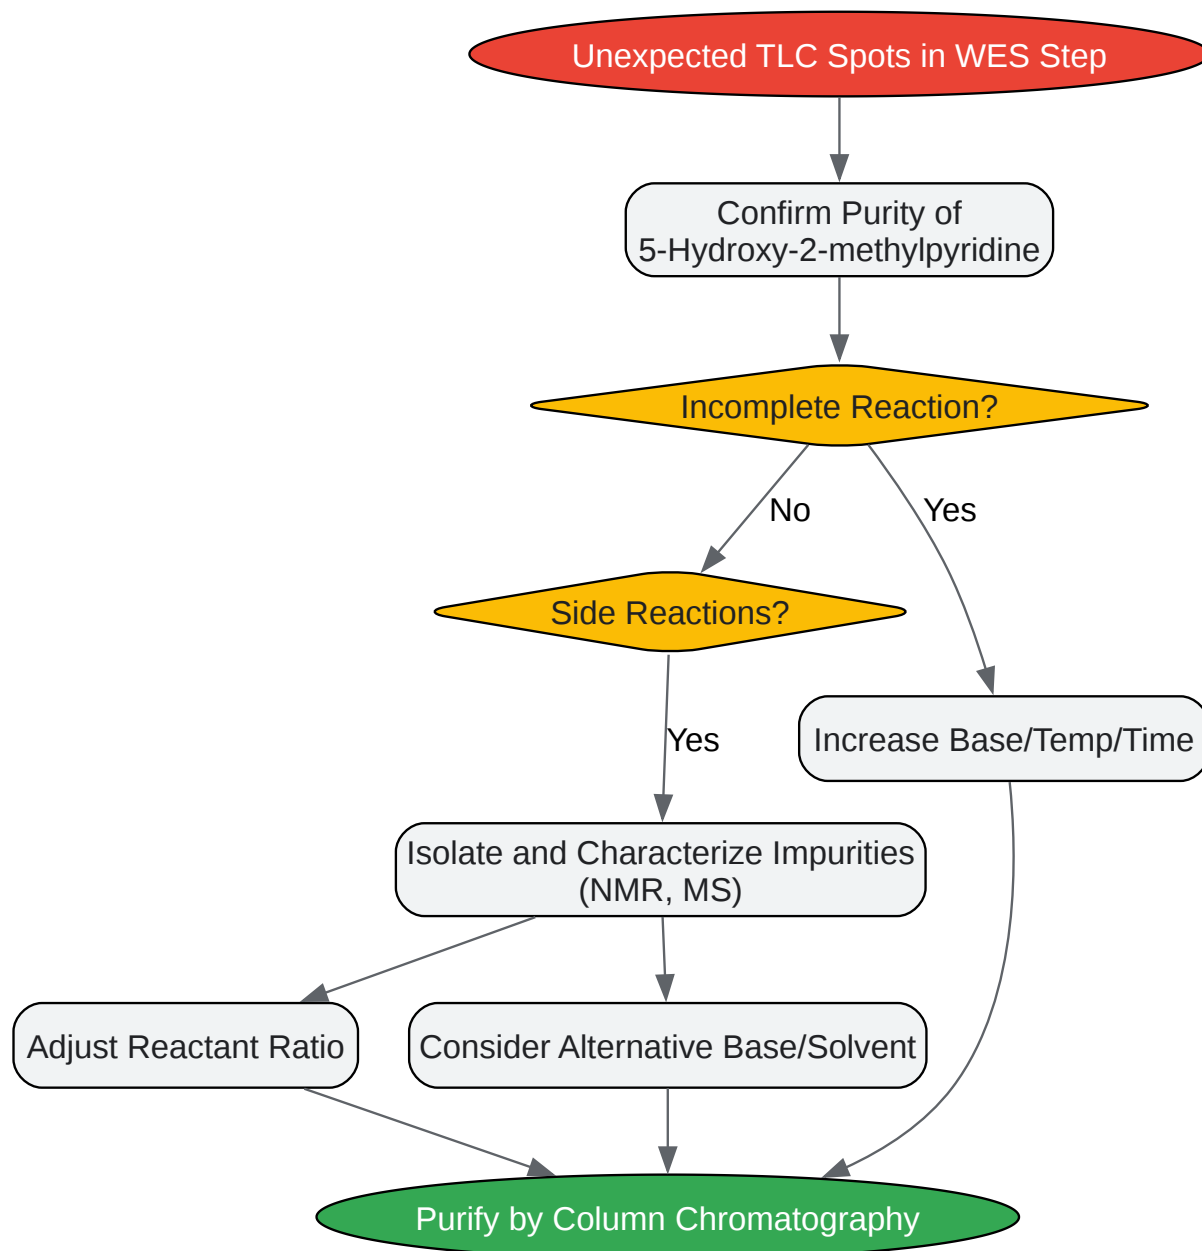 Unexpected TLC Spots in WES Step
Confirm Purity of
5-Hydroxy-2-methylpyridine
Incomplete Reaction?
No
Yes
Side Reactions?
Yes
Increase Base/Temp/Time
Isolate and Characterize Impurities
(NMR, MS)
Adjust Reactant Ratio
Consider Alternative Base/Solvent
Purify by Column Chromatography